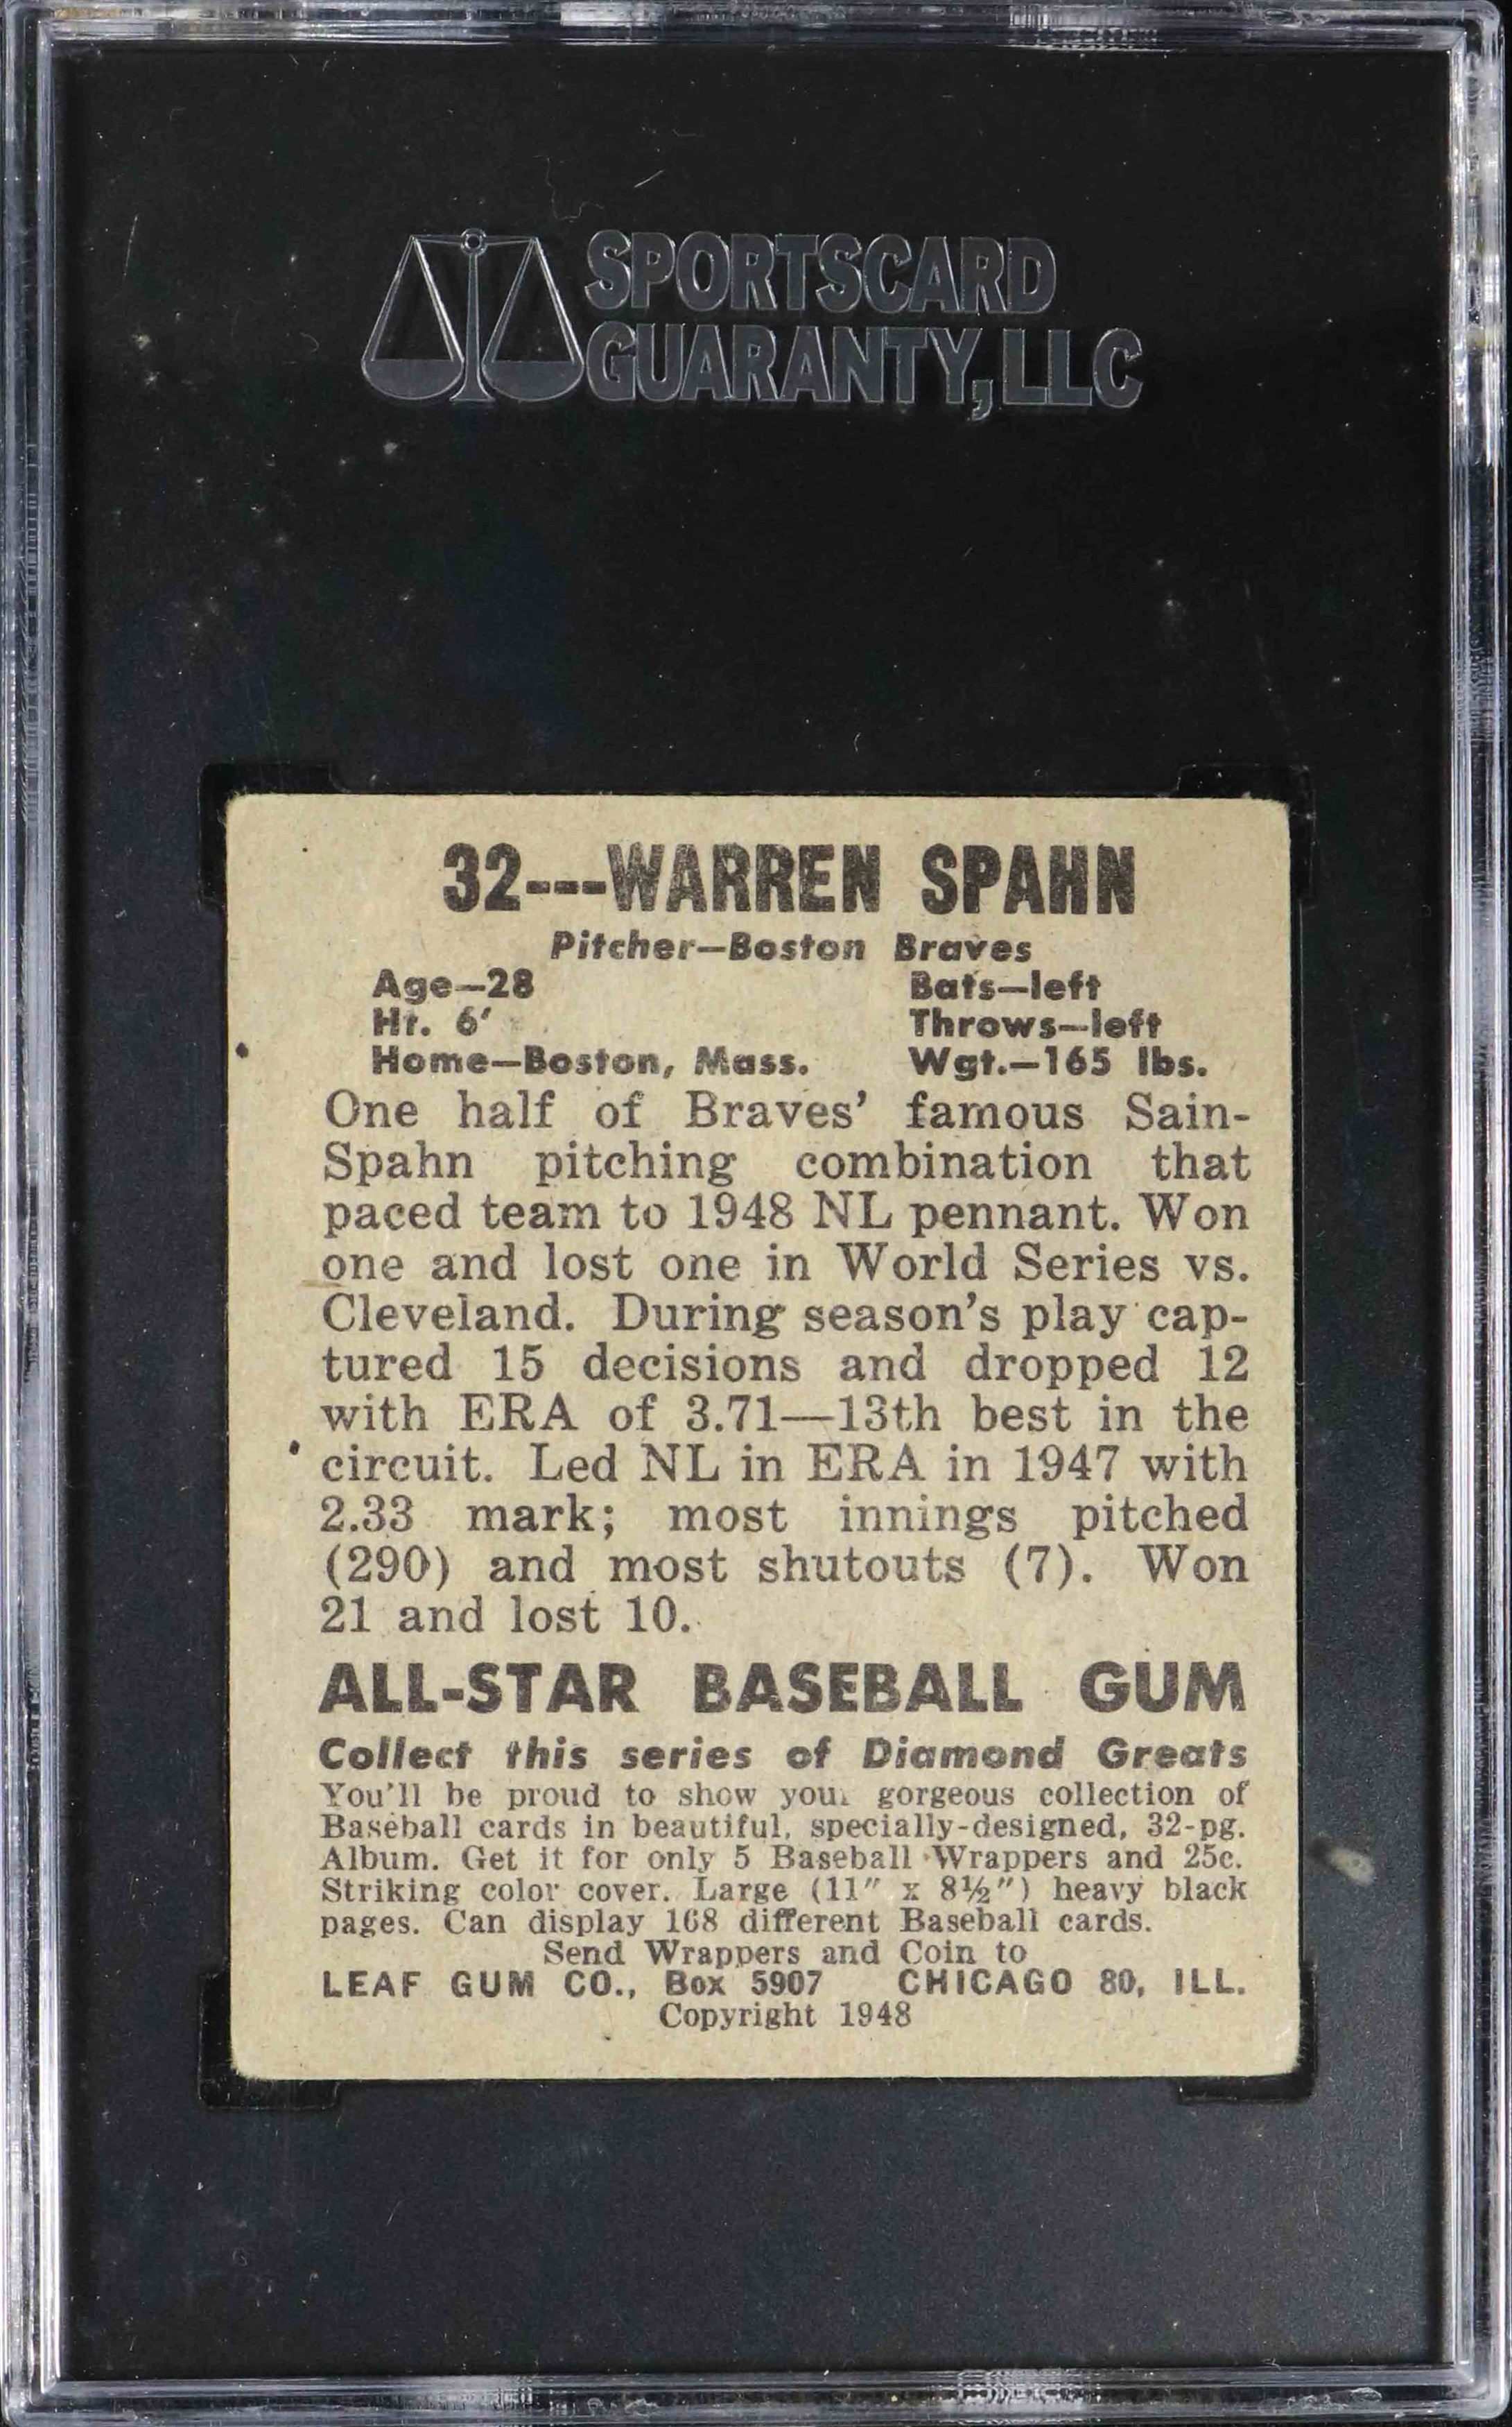 SPORTSCARD
GUARANTY, LLC
32---WARREN SPAHN
Pitcher—Boston Braves
Age—28 Bats—left
Ht. 6' Throws—left
Home—Boston, Mass. Wgt.—165 lbs.
One half of Braves' famous Sain-
Spahn pitching combination that
paced team to 1948 NL pennant. Won
one and lost one in World Series vs.
Cleveland. During season's play cap-
tured 15 decisions and dropped 12
with ERA of 3.71—13th best in the
circuit. Led NL in ERA in 1947 with
2.33 mark; most innings pitched
(290) and most shutouts (7). Won
21 and lost 10.
ALL-STAR BASEBALL GUM
Collect this series of Diamond Greats
You'll be proud to show your gorgeous collection of
Baseball cards in beautiful, specially-designed, 32-pg.
Album. Get it for only 5 Baseball Wrappers and 25c.
Striking color cover. Large (11" x 8½") heavy black
pages. Can display 168 different Baseball cards.
Send Wrappers and Coin to
LEAF GUM CO., Box 5907 CHICAGO 80, ILL.
Copyright 1948